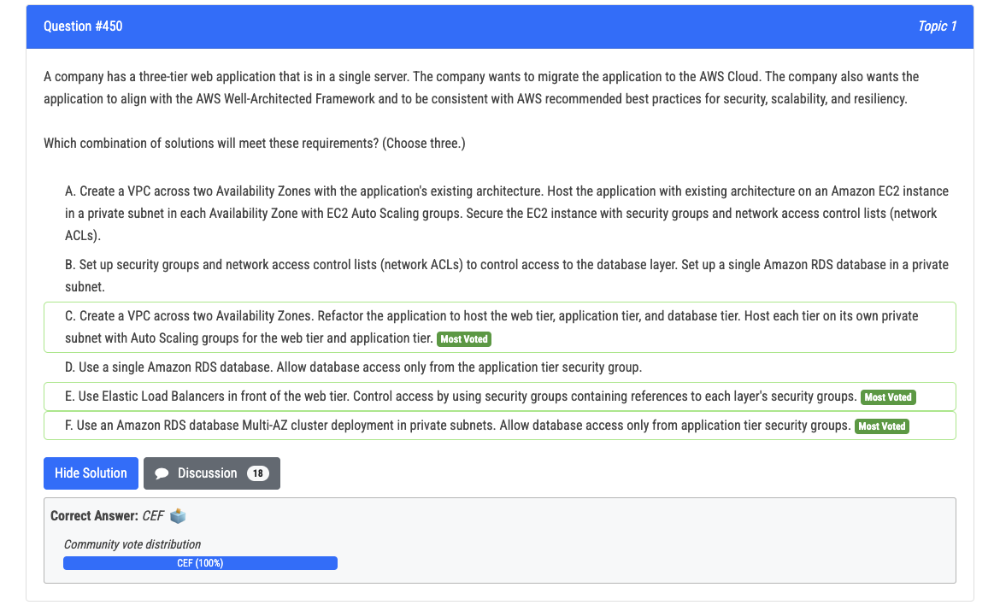 Question #450
Topic 1
A company has a three-tier web application that is in a single server. The company wants to migrate the application to the AWS Cloud. The company also wants the
application to align with the AWS Well-Architected Framework and to be consistent with AWS recommended best practices for security, scalability, and resiliency.
Which combination of solutions will meet these requirements? (Choose three.)
A. Create a VPC across two Availability Zones with the application's existing architecture. Host the application with existing architecture on an Amazon EC2 instance
in a private subnet in each Availability Zone with EC2 Auto Scaling groups. Secure the EC2 instance with security groups and network access control lists (network
ACLs).
B. Set up security groups and network access control lists (network ACLs) to control access to the database layer. Set up a single Amazon RDS database in a private
subnet.
C. Create a VPC across two Availability Zones. Refactor the application to host the web tier, application tier, and database tier. Host each tier on its own private
subnet with Auto Scaling groups for the web tier and application tier. Most Voted
D. Use a single Amazon RDS database. Allow database access only from the application tier security group.
E. Use Elastic Load Balancers in front of the web tier. Control access by using security groups containing references to each layer's security groups. Most Voted
F. Use an Amazon RDS database Multi-AZ cluster deployment in private subnets. Allow database access only from application tier security groups. Most Voted
Hide Solution
Discussion 18
Correct Answer: CEF
Community vote distribution
CEF (100%)